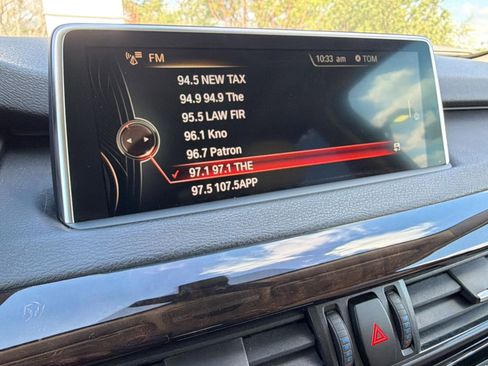 FM
10:33 am
TOM
94.5 NEW TAX
94.9 94.9 The
95.5 LAW FIR
96.1 Kno
96.7 Patron
97.1 97.1 THE
97.5 107.5APP